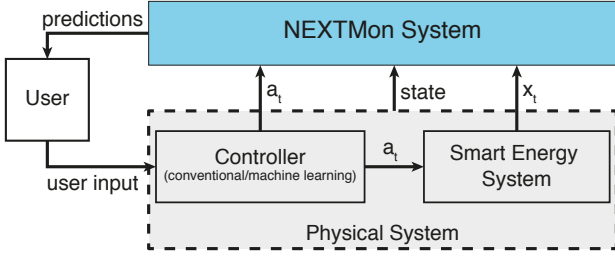 predictions
NEXTMon System
User
a_t
state
x_t
user input
Controller
(conventional/machine learning)
a_t
Smart Energy
System
Physical System